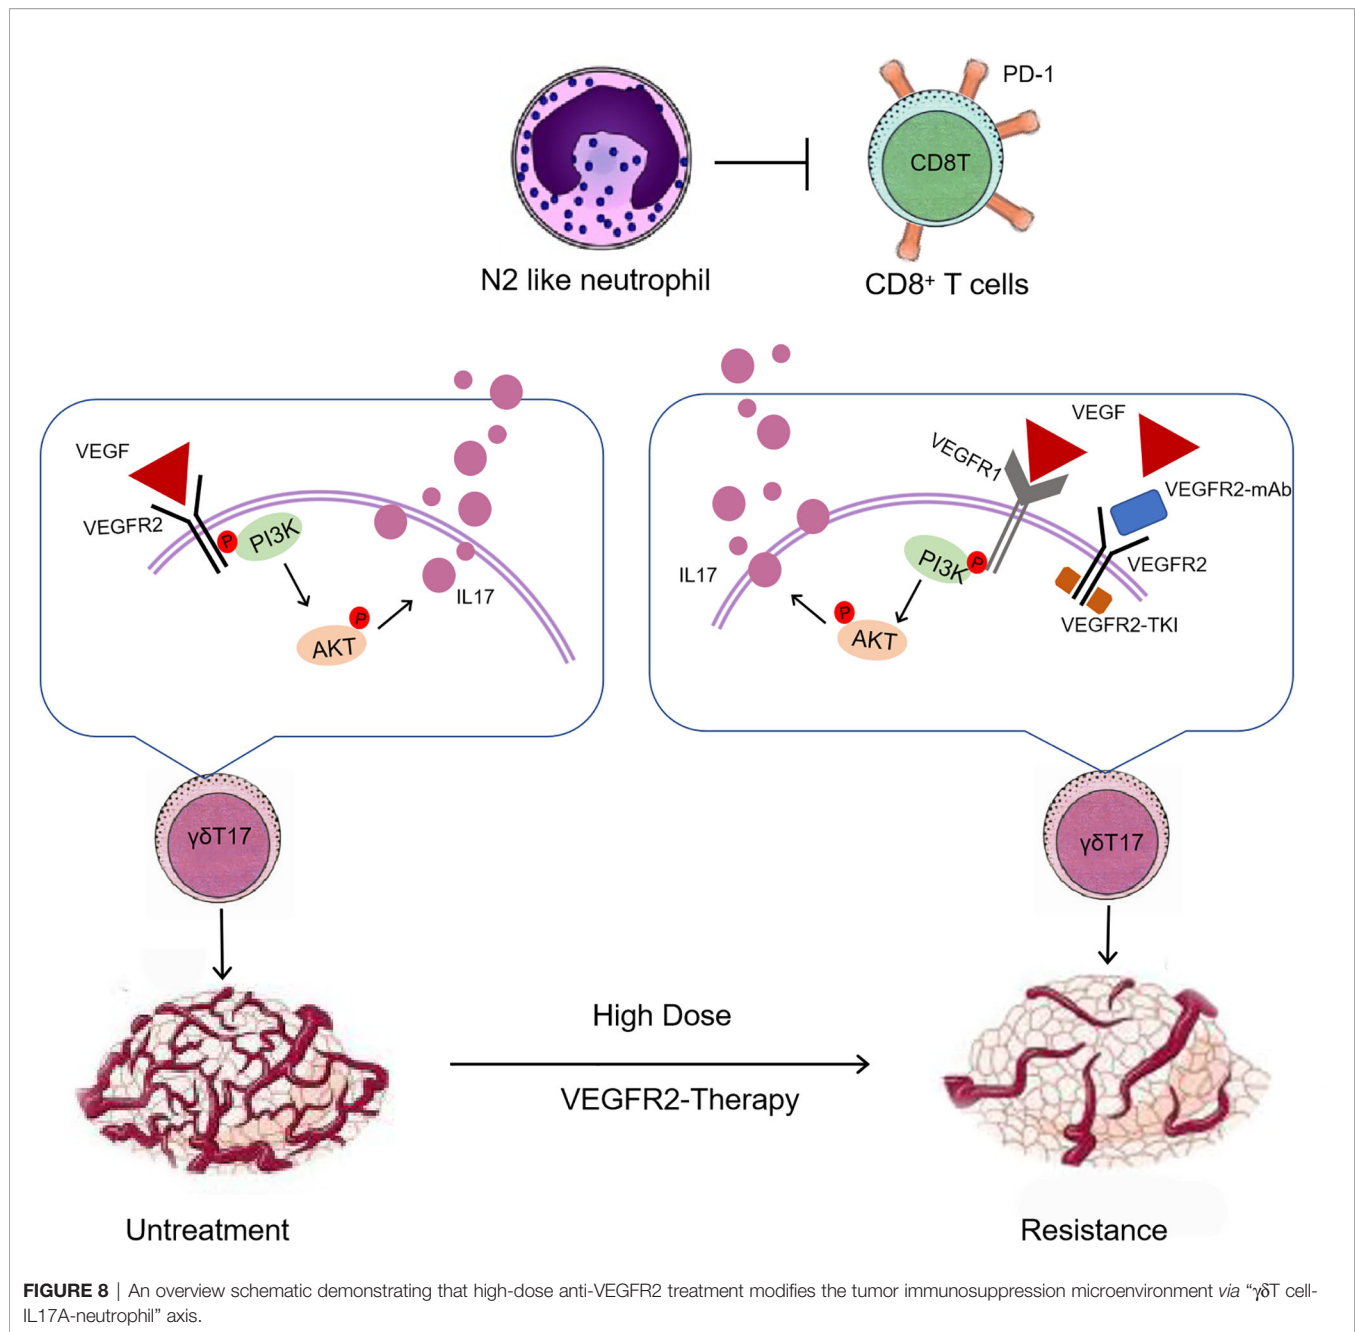 PD-1
CD8T
N2 like neutrophil
CD8⁺ T cells
VEGF
VEGFR2
P
PI3K
P
AKT
IL17
VEGF
VEGFR1
VEGFR2-mAb
VEGFR2
VEGFR2-TKI
PI3K
P
P
AKT
IL17
γδT17
γδT17
High Dose
VEGFR2-Therapy
Untreatment
Resistance
FIGURE 8 | An overview schematic demonstrating that high-dose anti-VEGFR2 treatment modifies the tumor immunosuppression microenvironment via “γδT cell-
IL17A-neutrophil” axis.